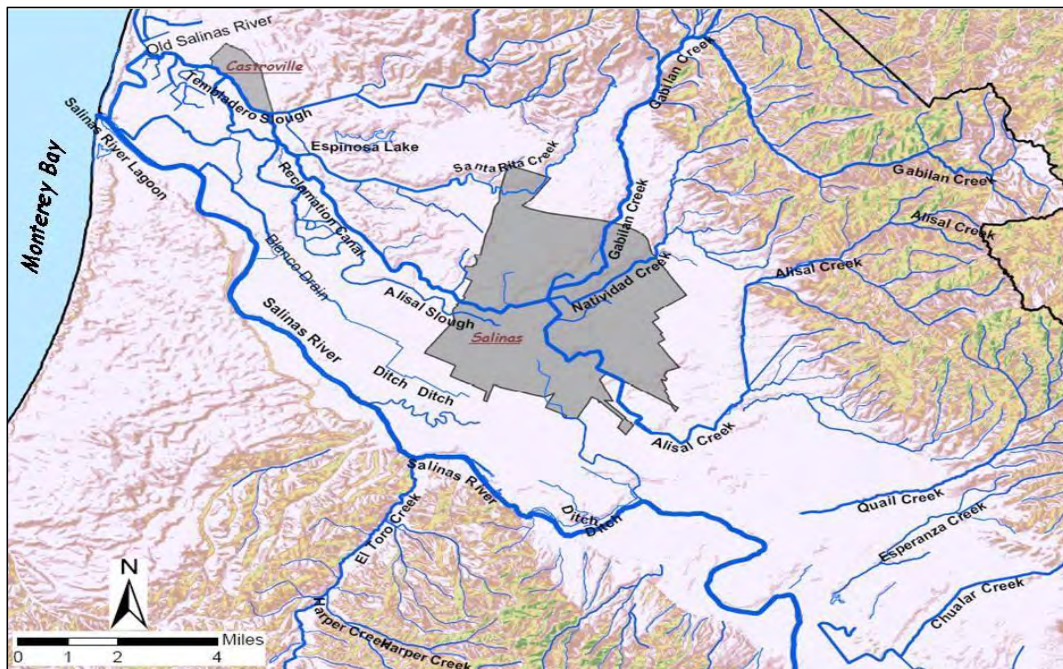 Old Salinas River
Castroville
Tembladero Slough
Salinas River Lagoon
Monterey Bay
Espinosa Lake
Santa Rita Creek
Gabilan Creek
Gabilan Creek
Reclamation Canal
Gabilan Creek
Alisal Creek
Natividad Creek
Alisal Creek
Blanco Drain
Alisal Slough
Salinas River
Salinas
Ditch Ditch
Alisal Creek
Salinas River
Quail Creek
Ditch
Ditch
El Toro Creek
Esperanza Creek
Chualar Creek
Harper Creek
Harper Creek
N
Miles
0 1 2 4